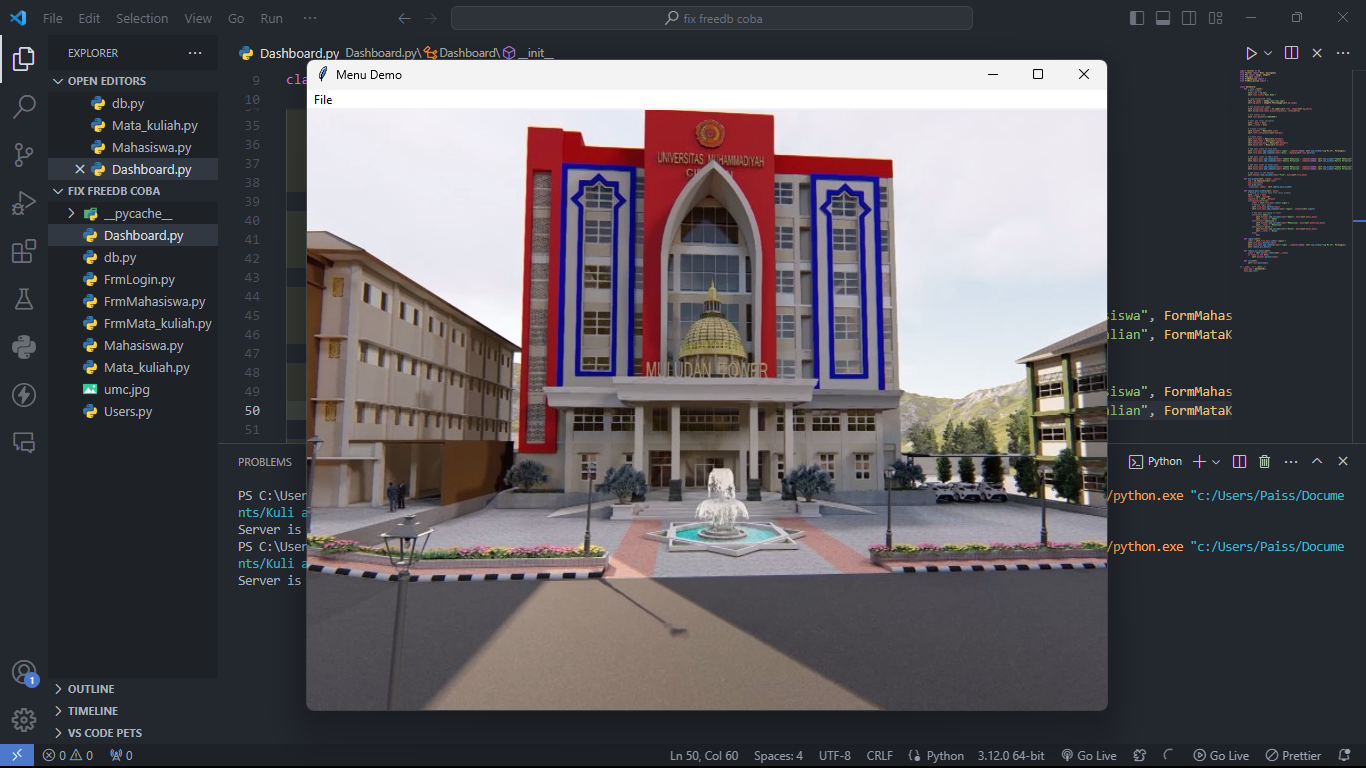 File Edit Selection View Go Run ···
fix freedb coba
EXPLORER ···
OPEN EDITORS
db.py
Mata_kuliah.py
Mahasiswa.py
Dashboard.py
FIX FREEDB COBA
__pycache__
Dashboard.py
db.py
FrmLogin.py
FrmMahasiswa.py
FrmMata_kuliah.py
Mahasiswa.py
Mata_kuliah.py
umc.jpg
Users.py
OUTLINE
TIMELINE
VS CODE PETS
Dashboard.py Dashboard.py\ Dashboard\ __init__
9 cla
10
35
36
37
38
39
40
41
42
43
44
45
46
47
48
49
50
51
Menu Demo
File
UNIVERSITAS MUHAMMADIYAH
MULUDAN TOWER
siswa", FormMahas
lian", FormMataK
siswa", FormMahas
lian", FormMataK
PROBLEMS
Python
PS C:\User /python.exe "c:/Users/Paiss/Docume
nts/Kuli a
Server is
PS C:\User /python.exe "c:/Users/Paiss/Docume
nts/Kuli a
Server is
1
0 0 0 Ln 50, Col 60 Spaces: 4 UTF-8 CRLF Python 3.12.0 64-bit Go Live Go Live Prettier